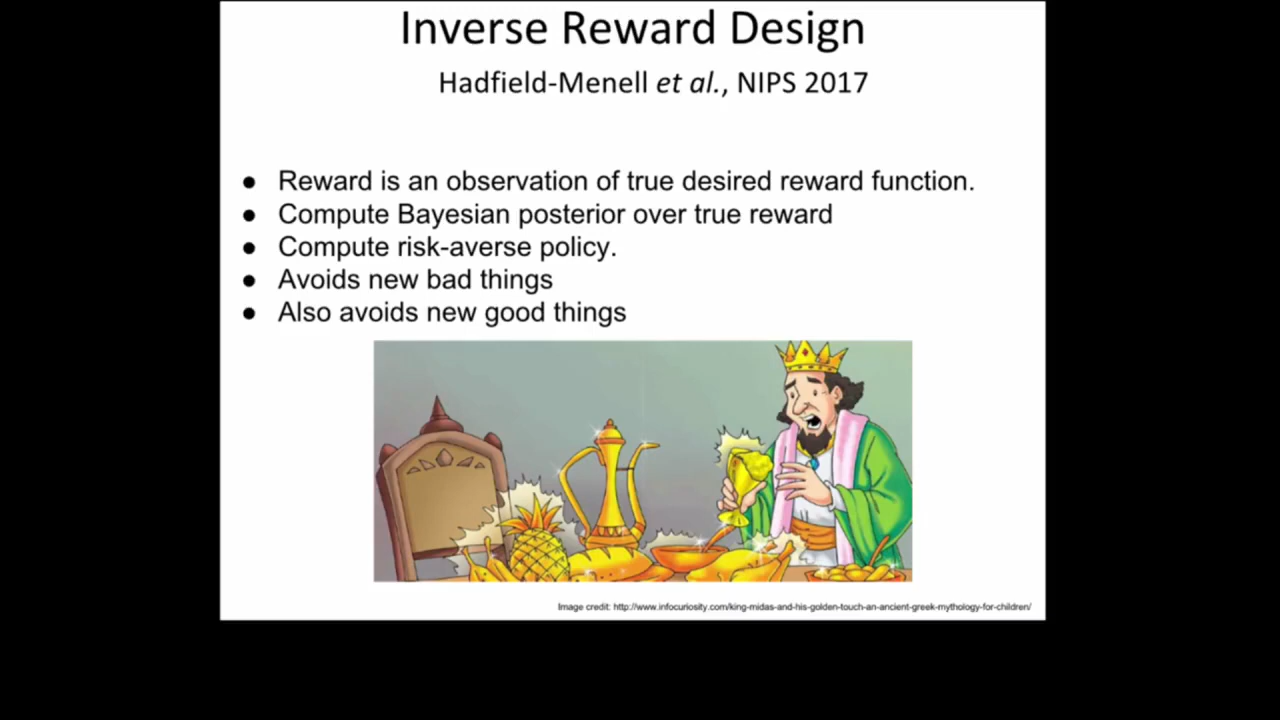 Inverse Reward Design
Hadfield-Menell et al., NIPS 2017
● Reward is an observation of true desired reward function.
● Compute Bayesian posterior over true reward
● Compute risk-averse policy.
● Avoids new bad things
● Also avoids new good things
Image credit: http://www.infocuriosity.com/king-midas-and-his-golden-touch-an-ancient-greek-mythology-for-children/